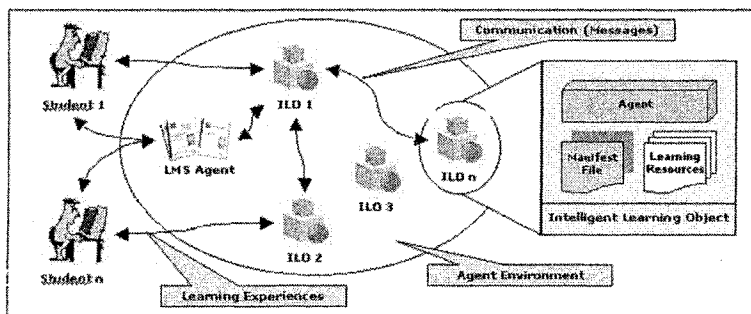 Communication (Messages)
Student 1
ILO 1
Agent
LMS Agent
ILO n
Manifest
File
Learning
Resources
ILO 3
Intelligent Learning Object
Student n
ILO 2
Agent Environment
Learning Experiences